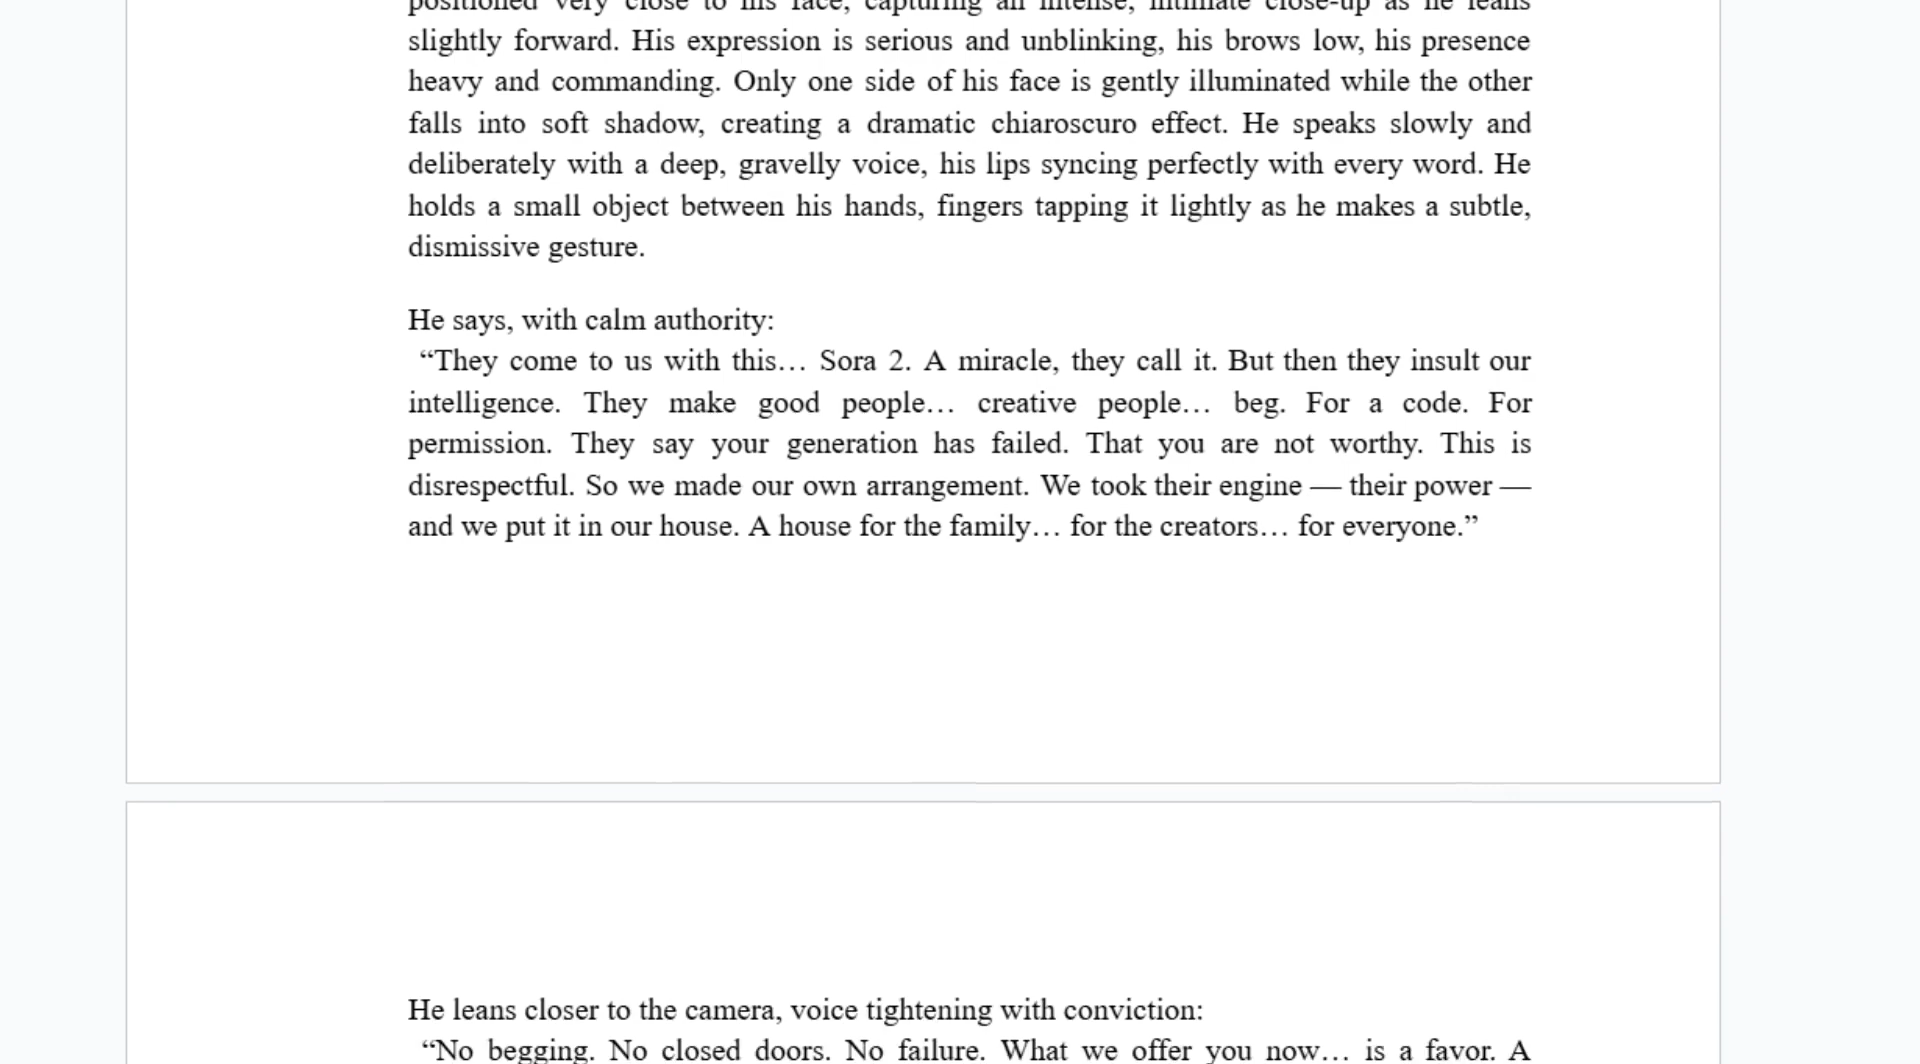 positioned very close to his face, capturing an intense, intimate close-up as he leans
slightly forward. His expression is serious and unblinking, his brows low, his presence
heavy and commanding. Only one side of his face is gently illuminated while the other
falls into soft shadow, creating a dramatic chiaroscuro effect. He speaks slowly and
deliberately with a deep, gravelly voice, his lips syncing perfectly with every word. He
holds a small object between his hands, fingers tapping it lightly as he makes a subtle,
dismissive gesture.
He says, with calm authority:
“They come to us with this… Sora 2. A miracle, they call it. But then they insult our
intelligence. They make good people… creative people… beg. For a code. For
permission. They say your generation has failed. That you are not worthy. This is
disrespectful. So we made our own arrangement. We took their engine — their power —
and we put it in our house. A house for the family… for the creators… for everyone.”
He leans closer to the camera, voice tightening with conviction:
“No begging. No closed doors. No failure. What we offer you now… is a favor. A